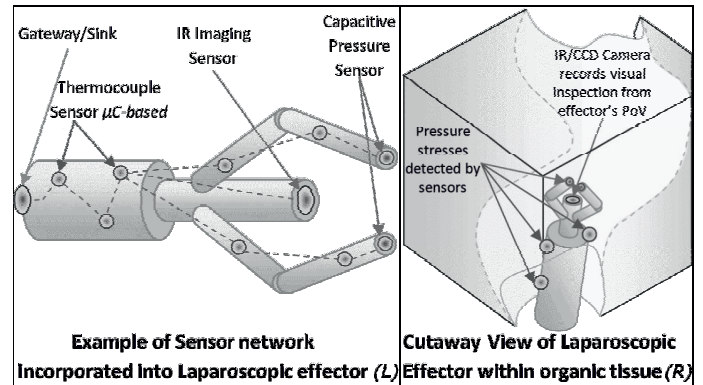 Gateway/Sink
IR Imaging
Sensor
Capacitive
Pressure
Sensor
Thermocouple
Sensor µC-based
Example of Sensor network
Incorporated into Laparoscopic effector (L)
IR/CCD Camera
records visual
inspection from
effector's PoV
Pressure
stresses
detected by
sensors
Cutaway View of Laparoscopic
Effector within organic tissue (R)